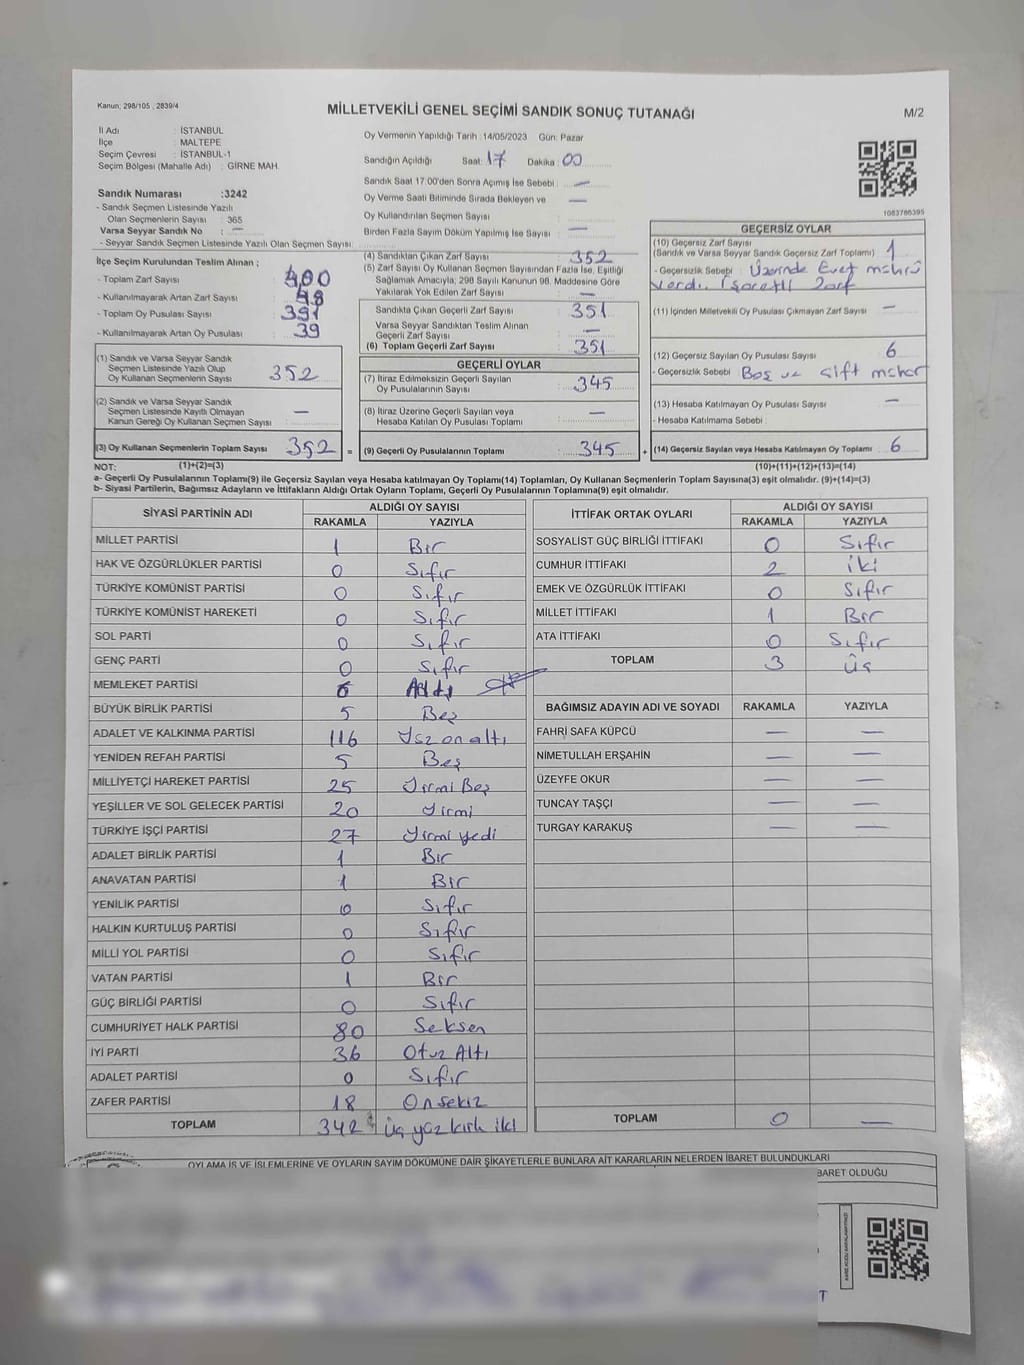 Kanun; 298/105 , 2839/4
MİLLETVEKİLİ GENEL SEÇİMİ SANDIK SONUÇ TUTANAĞI
M/2
İl Adı : İSTANBUL
İlçe : MALTEPE
Seçim Çevresi : İSTANBUL-1
Seçim Bölgesi (Mahalle Adı) : GİRNE MAH.
Oy Vermenin Yapıldığı Tarih :14/05/2023 Gün: Pazar
Sandığın Açıldığı Saat: 17 Dakika: 00
Sandık Saat 17.00'den Sonra Açımış İse Sebebi : —
Oy Verme Saati Bitiminde Sırada Bekleyen ve —
Oy Kullandırılan Seçmen Sayısı
Birden Fazla Sayım Döküm Yapılmış İse Sayısı —
1083786395
Sandık Numarası :3242
- Sandık Seçmen Listesinde Yazılı
Olan Seçmenlerin Sayısı : 365
Varsa Seyyar Sandık No : —
- Seyyar Sandık Seçmen Listesinde Yazılı Olan Seçmen Sayısı:
İlçe Seçim Kurulundan Teslim Alınan ;
- Toplam Zarf Sayısı : 400
- Kullanılmayarak Artan Zarf Sayısı : 48
- Toplam Oy Pusulası Sayısı : 391
- Kullanılmayarak Artan Oy Pusulası : 39
(1) Sandık ve Varsa Seyyar Sandık
Seçmen Listesinde Yazılı Olup
Oy Kullanan Seçmenlerin Sayısı 352
(2) Sandık ve Varsa Seyyar Sandık
Seçmen Listesinde Kayıtlı Olmayan
Kanun Gereği Oy Kullanan Seçmen Sayısı —
(3) Oy Kullanan Seçmenlerin Toplam Sayısı 352 =
(4) Sandıktan Çıkan Zarf Sayısı 352
(5) Zarf Sayısı Oy Kullanan Seçmen Sayısından Fazla İse, Eşitliği
Sağlamak Amacıyla; 298 Sayılı Kanunun 98. Maddesine Göre
Yakılarak Yok Edilen Zarf Sayısı : —
Sandıkta Çıkan Geçerli Zarf Sayısı : 351
Varsa Seyyar Sandıktan Teslim Alınan
Geçerli Zarf Sayısı : —
(6) Toplam Geçerli Zarf Sayısı : 351
GEÇERLİ OYLAR
(7) İtiraz Edilmeksizin Geçerli Sayılan
Oy Pusulalarının Sayısı : 345
(8) İtiraz Üzerine Geçerli Sayılan veya
Hesaba Katılan Oy Pusulası Toplamı : —
(9) Geçerli Oy Pusulalarının Toplamı : 345 +
GEÇERSİZ OYLAR
(10) Geçersiz Zarf Sayısı
(Sandık ve Varsa Seyyar Sandık Geçersiz Zarf Toplamı) : 1
- Geçersizlik Sebebi : Üzerinde Evet mührü
vardı. İşaretli Zarf
(11) İçinden Milletvekili Oy Pusulası Çıkmayan Zarf Sayısı : —
(12) Geçersiz Sayılan Oy Pusulası Sayısı : 6
- Geçersizlik Sebebi : Boş ve çift mühür
(13) Hesaba Katılmayan Oy Pusulası Sayısı : —
- Hesaba Katılmama Sebebi :
(14) Geçersiz Sayılan veya Hesaba Katılmayan Oy Toplamı : 6
NOT: (1)+(2)=(3) (10)+(11)+(12)+(13)=(14)
a- Geçerli Oy Pusulalarının Toplamı(9) ile Geçersiz Sayılan veya Hesaba katılmayan Oy Toplamı(14) Toplamları, Oy Kullanan Seçmenlerin Toplam Sayısına(3) eşit olmalıdır. (9)+(14)=(3)
b- Siyasi Partilerin, Bağımsız Adayların ve İttifakların Aldığı Ortak Oyların Toplamı, Geçerli Oy Pusulalarının Toplamına(9) eşit olmalıdır.
SİYASİ PARTİNİN ADI ALDIĞI OY SAYISI
RAKAMLA YAZIYLA
MİLLET PARTİSİ 1 Bir
HAK VE ÖZGÜRLÜKLER PARTİSİ 0 Sıfır
TÜRKİYE KOMÜNİST PARTİSİ 0 Sıfır
TÜRKİYE KOMÜNİST HAREKETİ 0 Sıfır
SOL PARTİ 0 Sıfır
GENÇ PARTİ 0 Sıfır
MEMLEKET PARTİSİ 6 Altı
BÜYÜK BİRLİK PARTİSİ 5 Beş
ADALET VE KALKINMA PARTİSİ 116 Yüz on altı
YENİDEN REFAH PARTİSİ 5 Beş
MİLLİYETÇİ HAREKET PARTİSİ 25 Yirmi Beş
YEŞİLLER VE SOL GELECEK PARTİSİ 20 Yirmi
TÜRKİYE İŞÇİ PARTİSİ 27 Yirmi yedi
ADALET BİRLİK PARTİSİ 1 Bir
ANAVATAN PARTİSİ 1 Bir
YENİLİK PARTİSİ 0 Sıfır
HALKIN KURTULUŞ PARTİSİ 0 Sıfır
MİLLİ YOL PARTİSİ 0 Sıfır
VATAN PARTİSİ 1 Bir
GÜÇ BİRLİĞİ PARTİSİ 0 Sıfır
CUMHURİYET HALK PARTİSİ 80 Seksen
İYİ PARTİ 36 Otuz Altı
ADALET PARTİSİ 0 Sıfır
ZAFER PARTİSİ 18 Onsekiz
TOPLAM 342 üç yüz kırk iki
İTTİFAK ORTAK OYLARI ALDIĞI OY SAYISI
RAKAMLA YAZIYLA
SOSYALİST GÜÇ BİRLİĞİ İTTİFAKI 0 Sıfır
CUMHUR İTTİFAKI 2 iki
EMEK VE ÖZGÜRLÜK İTTİFAKI 0 Sıfır
MİLLET İTTİFAKI 1 Bir
ATA İTTİFAKI 0 Sıfır
TOPLAM 3 üç
BAĞIMSIZ ADAYIN ADI VE SOYADI RAKAMLA YAZIYLA
FAHRİ SAFA KÜPCÜ — —
NİMETULLAH ERŞAHİN — —
ÜZEYFE OKUR — —
TUNCAY TAŞÇI — —
TURGAY KARAKUŞ — —
TOPLAM 0 —
OYLAMA İŞ VE İŞLEMLERİNE VE OYLARIN SAYIM DÖKÜMÜNE DAİR ŞİKAYETLERLE BUNLARA AİT KARARLARIN NELERDEN İBARET BULUNDUKLARI
BARET OLDUĞU